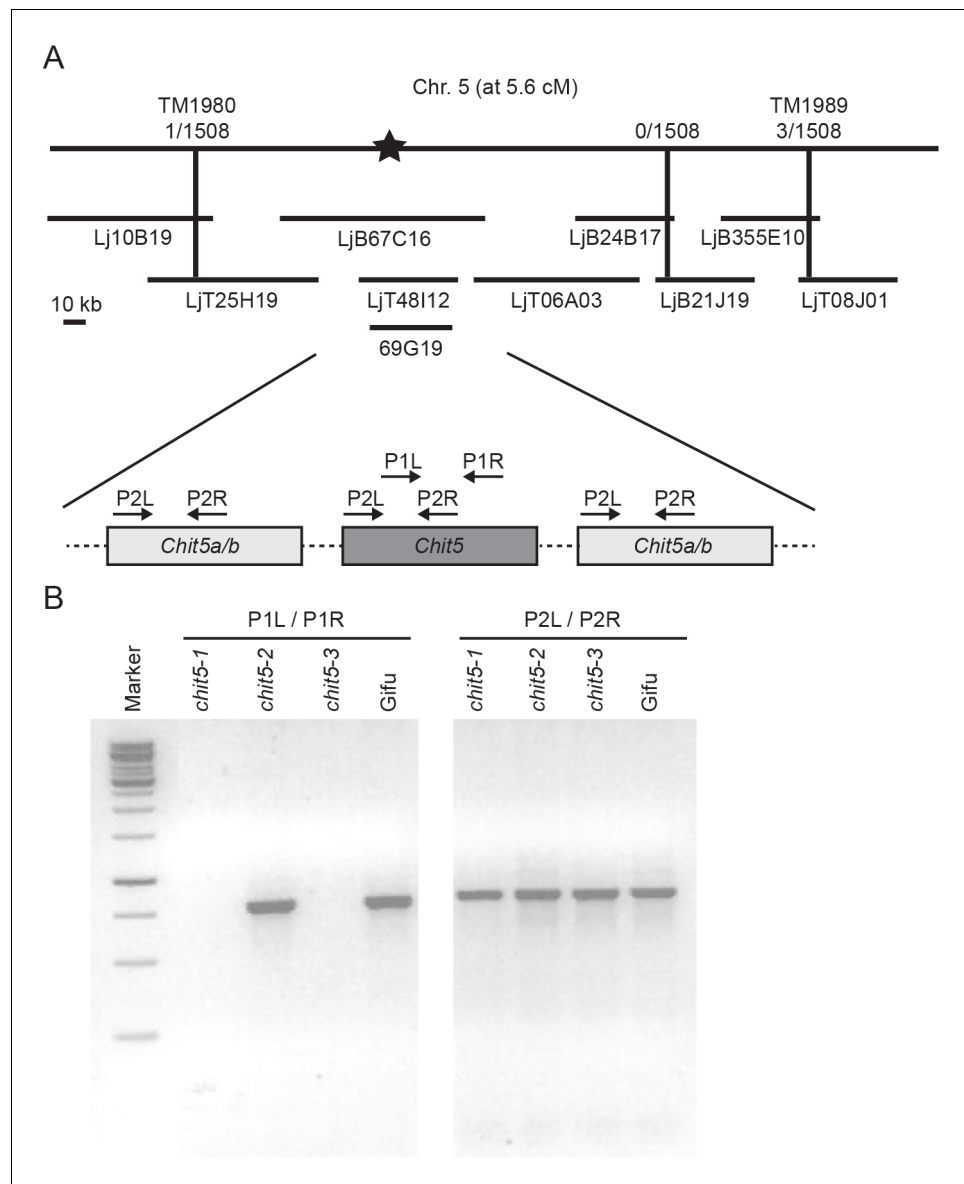 A
Chr. 5 (at 5.6 cM)
TM1980
1/1508
0/1508
TM1989
3/1508
Lj10B19
LjB67C16
LjB24B17
LjB355E10
LjT25H19
LjT48I12
LjT06A03
LjB21J19
LjT08J01
10 kb
69G19
P1L
P1R
P2L
P2R
P2L
P2R
P2L
P2R
Chit5a/b
Chit5
Chit5a/b
B
P1L / P1R
P2L / P2R
Marker
chit5-1
chit5-2
chit5-3
Gifu
chit5-1
chit5-2
chit5-3
Gifu